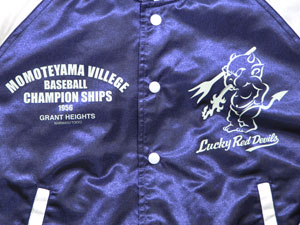 MOMOTEYAMA VILLEGE
BASEBALL
CHAMPION SHIPS
1956
GRANT HEIGHTS
Lucky Red Devils